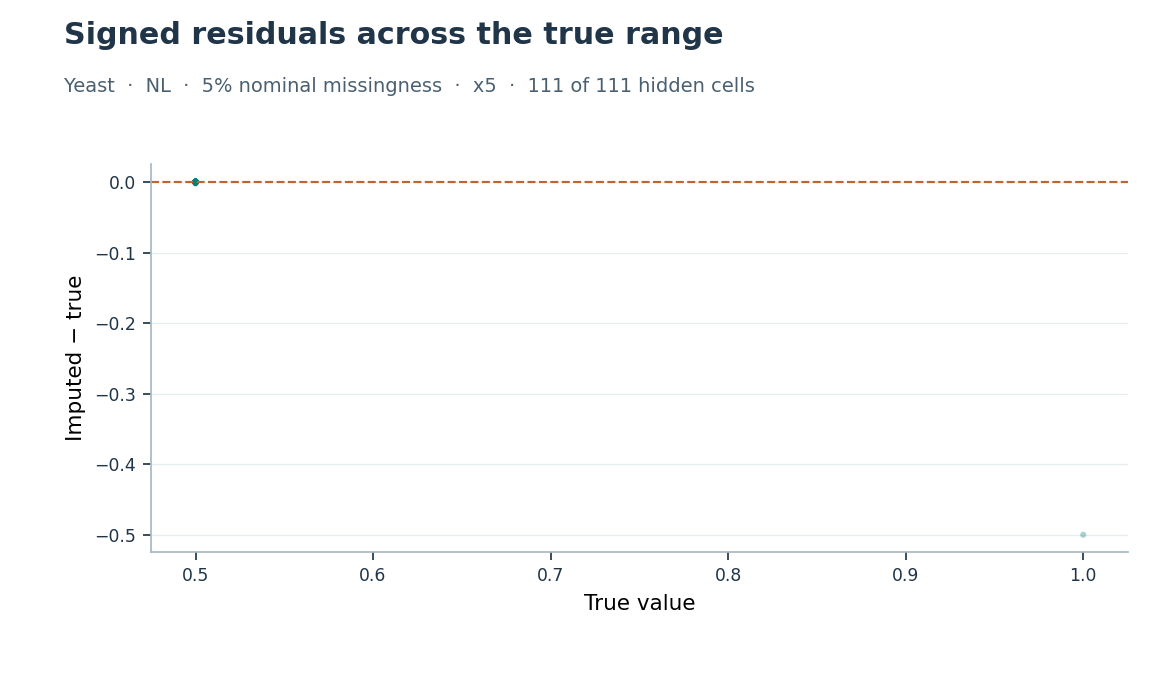 Signed residuals across the true range
Yeast · NL · 5% nominal missingness · x5 · 111 of 111 hidden cells
Imputed − true
0.0
−0.1
−0.2
−0.3
−0.4
−0.5
0.5 0.6 0.7 0.8 0.9 1.0
True value